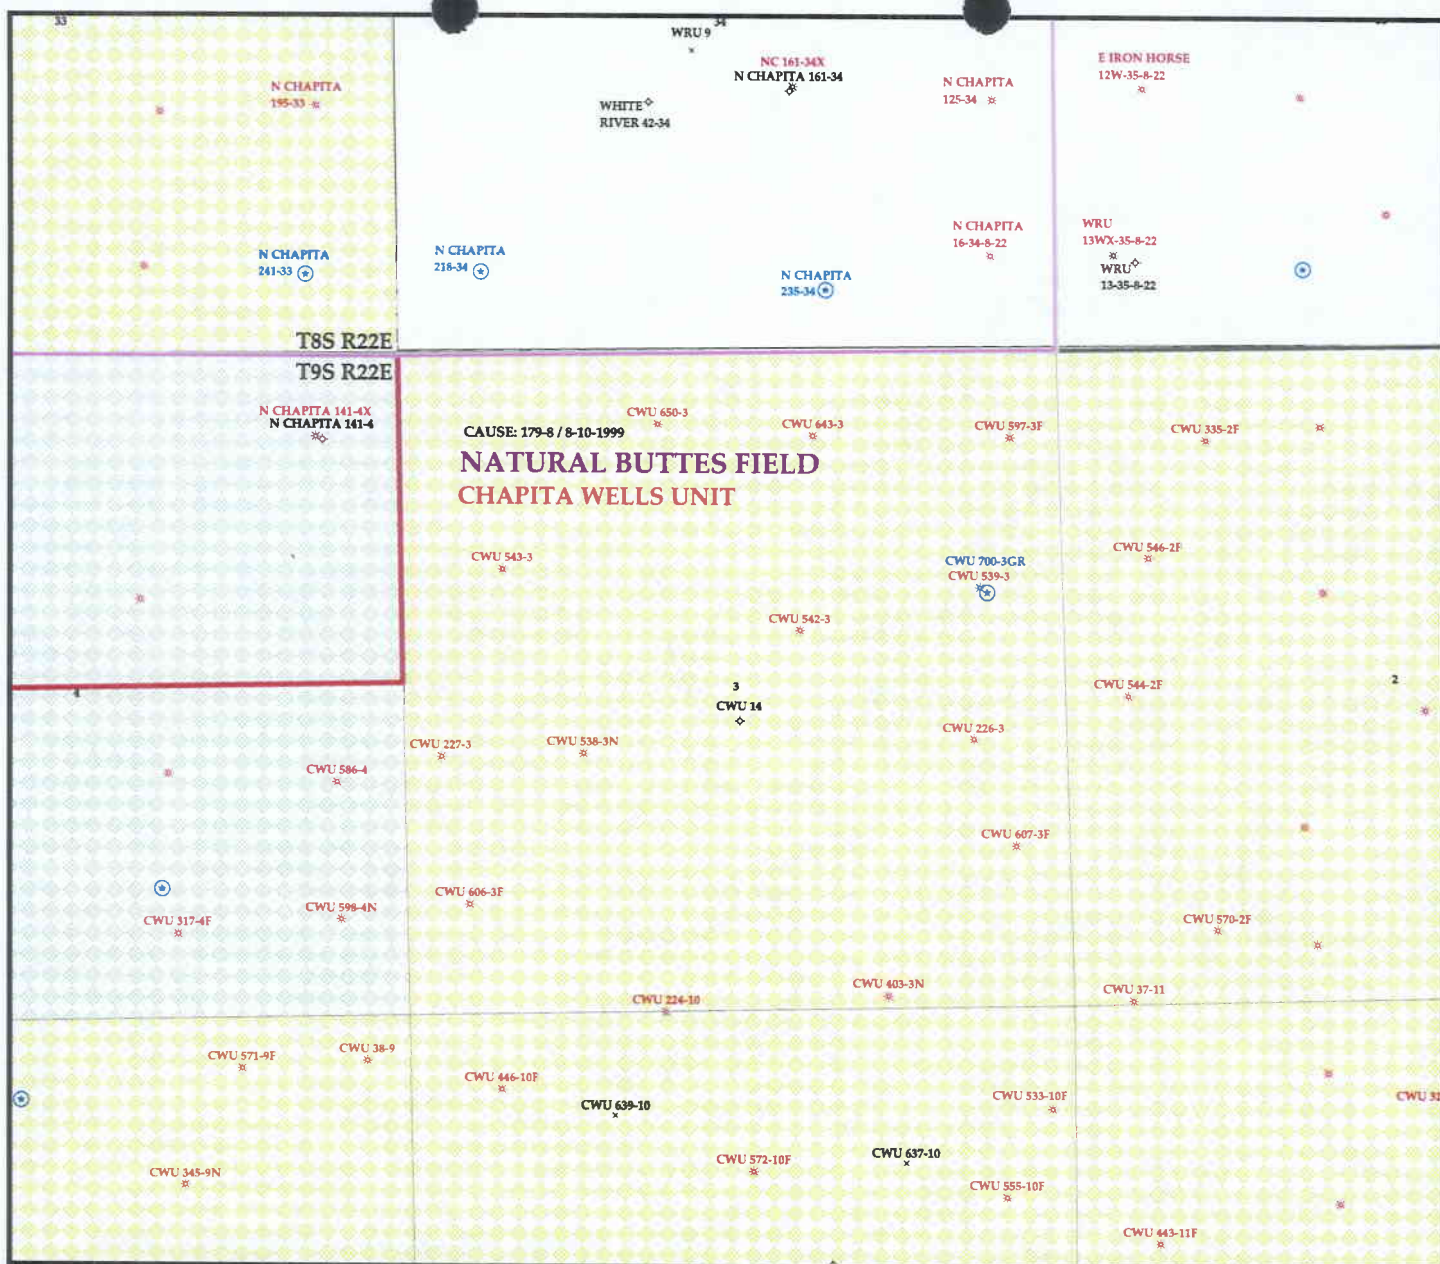 33
34
WRU 9
NC 161-34X
N CHAPITA 161-34
E IRON HORSE
12W-35-8-22
N CHAPITA
195-33
N CHAPITA
125-34
WHITE
RIVER 42-34
N CHAPITA
16-34-8-22
WRU
13WX-35-8-22
WRU
13-35-8-22
N CHAPITA
241-33
N CHAPITA
218-34
N CHAPITA
235-34
T8S R22E
T9S R22E
N CHAPITA 141-4X
N CHAPITA 141-4
CWU 650-3
CWU 643-3
CWU 597-3F
CWU 335-2F
CAUSE: 179-8 / 8-10-1999
NATURAL BUTTES FIELD
CHAPITA WELLS UNIT
CWU 543-3
CWU 700-3GR
CWU 539-3
CWU 546-2F
CWU 542-3
4
3
CWU 14
CWU 544-2F
2
CWU 227-3
CWU 538-3N
CWU 226-3
CWU 586-4
CWU 607-3F
CWU 606-3F
CWU 317-4F
CWU 598-4N
CWU 570-2F
CWU 403-3N
CWU 37-11
CWU 224-10
CWU 571-9F
CWU 38-9
CWU 446-10F
CWU 639-10
CWU 533-10F
CWU 32
CWU 345-9N
CWU 572-10F
CWU 637-10
CWU 555-10F
CWU 443-11F